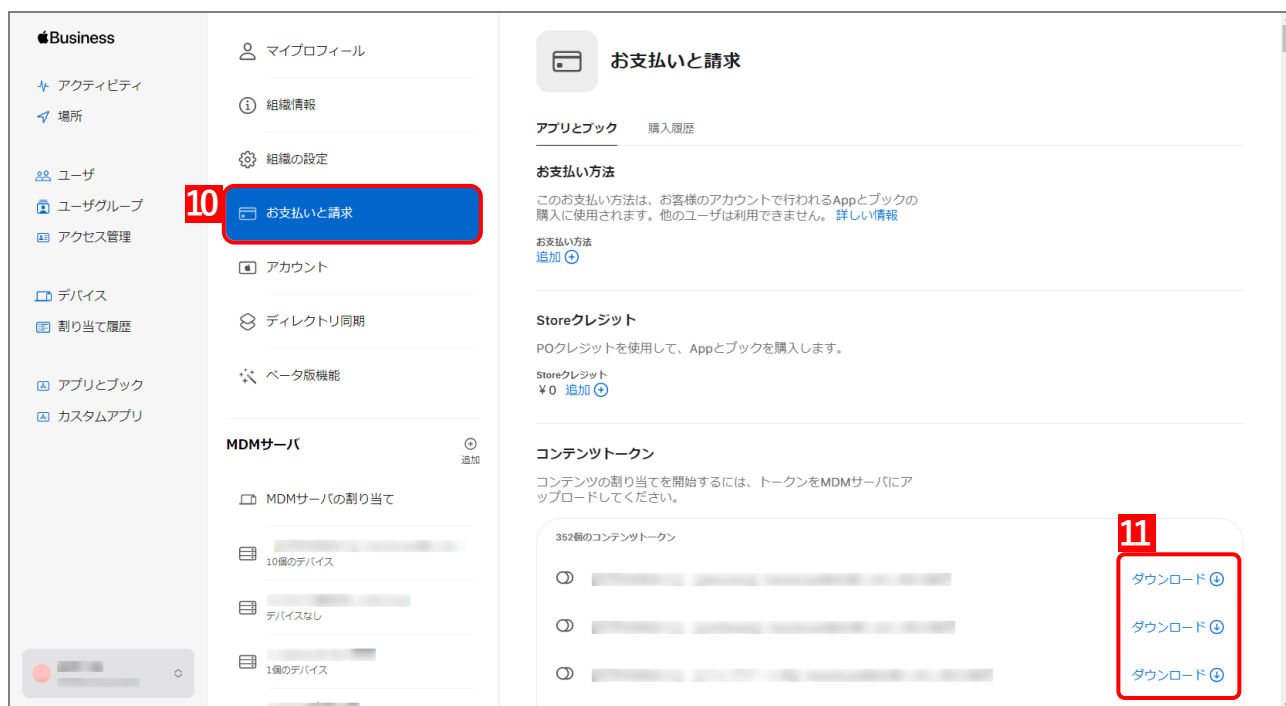 Business
アクティビティ
場所
ユーザ
ユーザグループ
アクセス管理
デバイス
割り当て履歴
アプリとブック
カスタムアプリ
マイプロフィール
組織情報
組織の設定
10
お支払いと請求
アカウント
ディレクトリ同期
ベータ版機能
MDMサーバ
追加
MDMサーバの割り当て
10個のデバイス
デバイスなし
1個のデバイス
お支払いと請求
アプリとブック 購入履歴
お支払い方法
このお支払い方法は、お客様のアカウントで行われるAppとブックの
購入に使用されます。他のユーザは利用できません。 詳しい情報
お支払い方法
追加
Storeクレジット
POクレジットを使用して、Appとブックを購入します。
Storeクレジット
¥0 追加
コンテンツトークン
コンテンツの割り当てを開始するには、トークンをMDMサーバにア
ップロードしてください。
352個のコンテンツトークン
11
ダウンロード
ダウンロード
ダウンロード